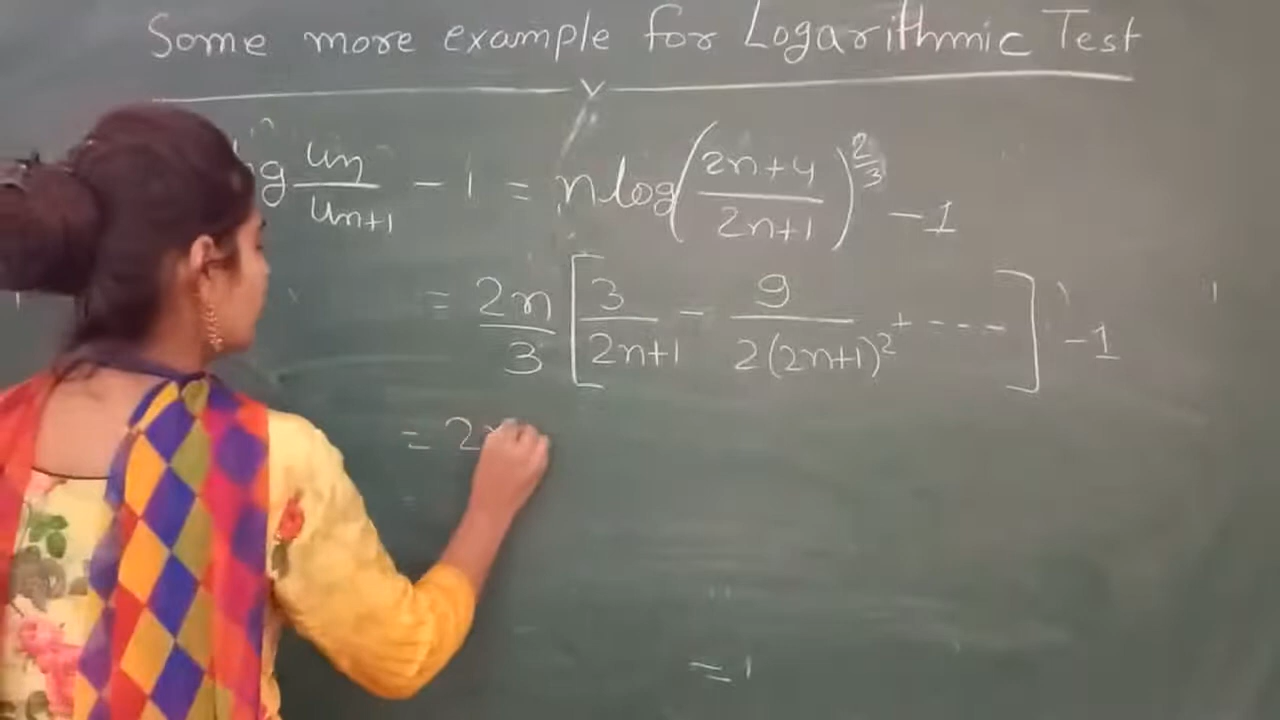 Some more example for Logarithmic Test
g un/un+1 - 1 = n log(2n+4/2n+1)^2/3 - 1
= 2n/3 [3/2n+1 - 9/2(2n+1)^2 + ----] - 1
= 2
=